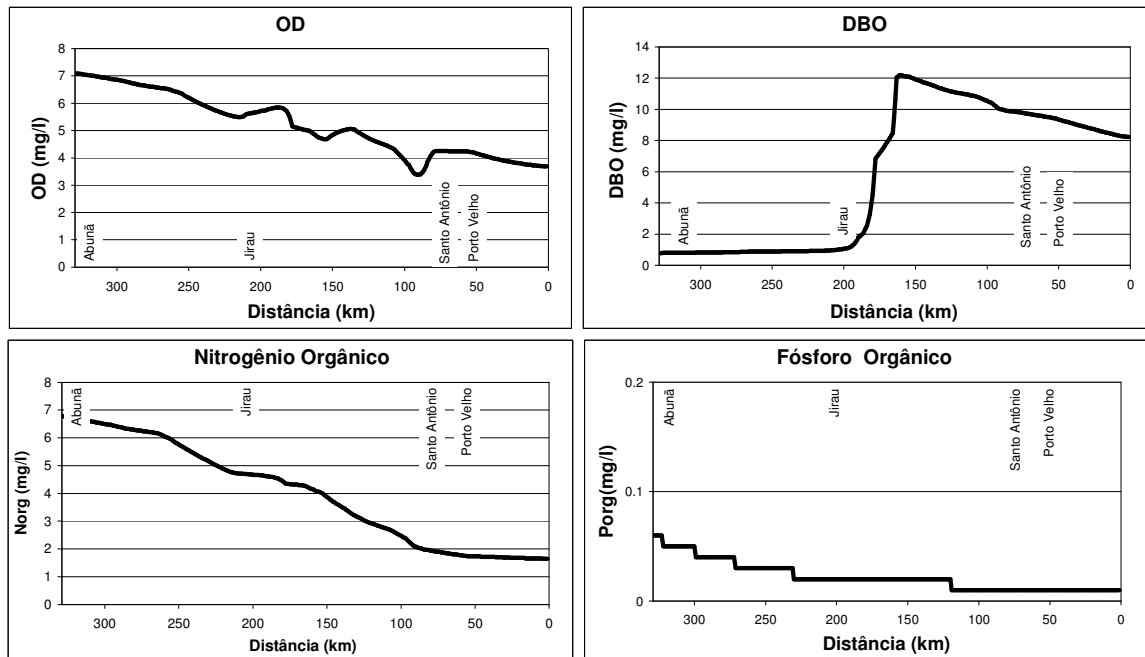 OD
8
7
6
5
4
3
2
1
0
OD (mg/l)
Abunã
Jirau
Santo Antônio
Porto Velho
300 250 200 150 100 50 0
Distância (km)
DBO
14
12
10
8
6
4
2
0
DBO (mg/l)
Abunã
Jirau
Santo Antônio
Porto Velho
300 250 200 150 100 50 0
Distância (km)
Nitrogênio Orgânico
8
7
6
5
4
3
2
1
0
Norg (mg/l)
Abunã
Jirau
Santo Antônio
Porto Velho
300 250 200 150 100 50 0
Distância (km)
Fósforo Orgânico
0.2
0.1
0
Porg(mg/l)
Abunã
Jirau
Santo Antônio
Porto Velho
300 250 200 150 100 50 0
Distância (km)